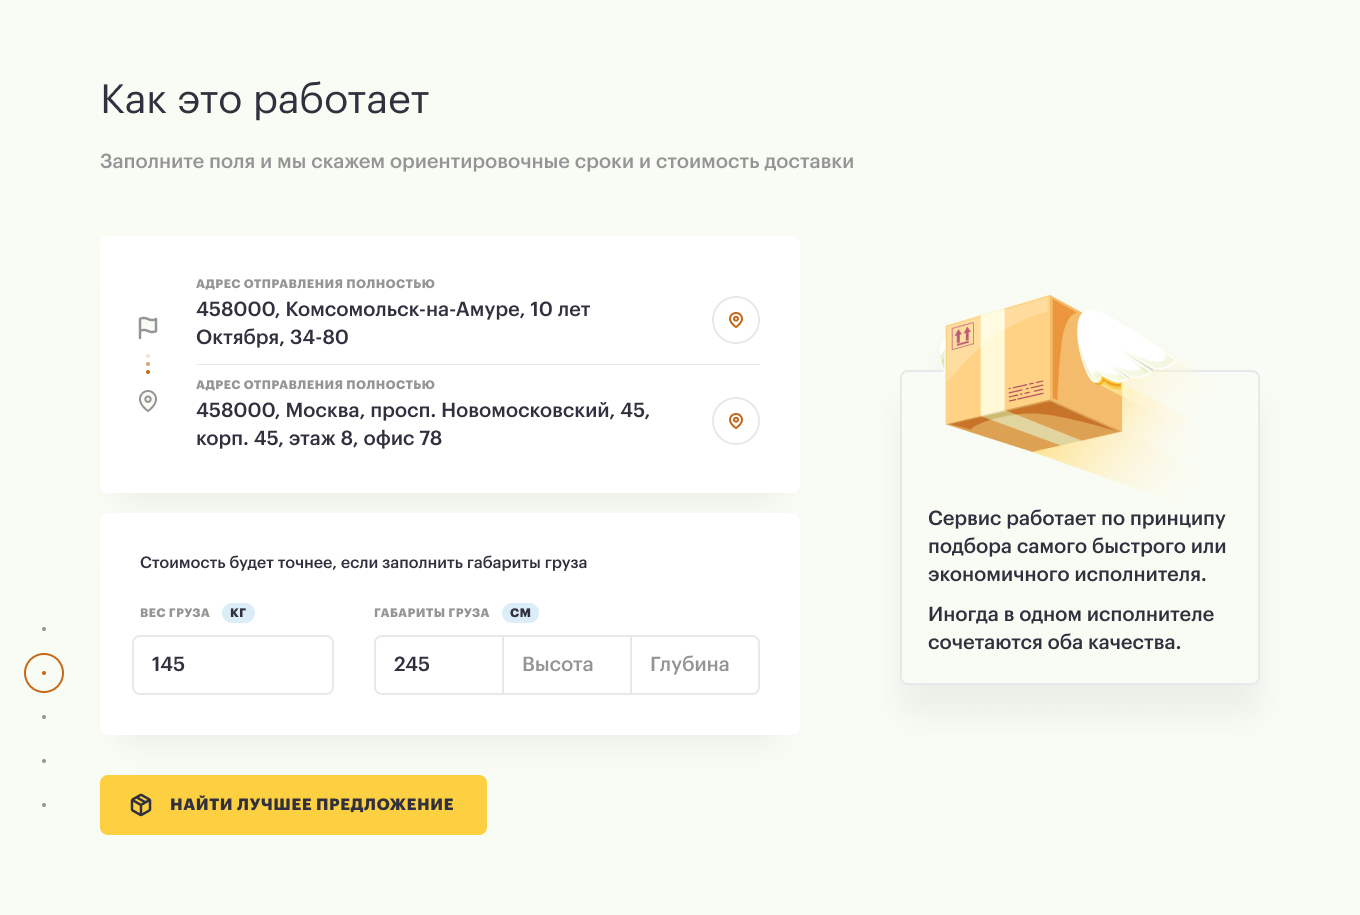 Как это работает
Заполните поля и мы скажем ориентировочные сроки и стоимость доставки
АДРЕС ОТПРАВЛЕНИЯ ПОЛНОСТЬЮ
458000, Комсомольск-на-Амуре, 10 лет
Октября, 34-80
АДРЕС ОТПРАВЛЕНИЯ ПОЛНОСТЬЮ
458000, Москва, просп. Новомосковский, 45,
корп. 45, этаж 8, офис 78
Стоимость будет точнее, если заполнить габариты груза
ВЕС ГРУЗА КГ
145
ГАБАРИТЫ ГРУЗА СМ
245 Высота Глубина
НАЙТИ ЛУЧШЕЕ ПРЕДЛОЖЕНИЕ
Сервис работает по принципу
подбора самого быстрого или
экономичного исполнителя.
Иногда в одном исполнителе
сочетаются оба качества.